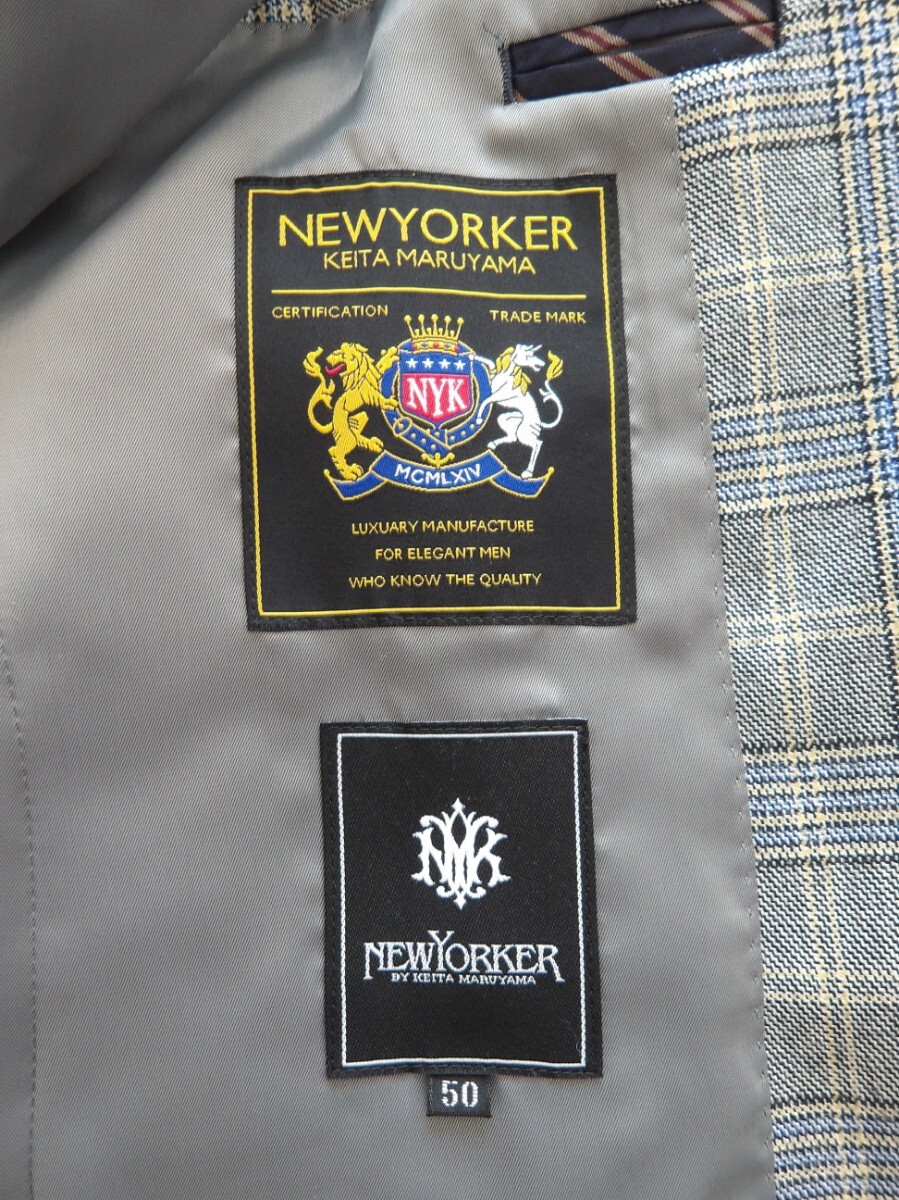 NEWYORKER
KEITA MARUYAMA
CERTIFICATION TRADE MARK
NYK
MCMLXIV
LUXUARY MANUFACTURE
FOR ELEGANT MEN
WHO KNOW THE QUALITY
NYK
NEWYORKER
BY KEITA MARUYAMA
50